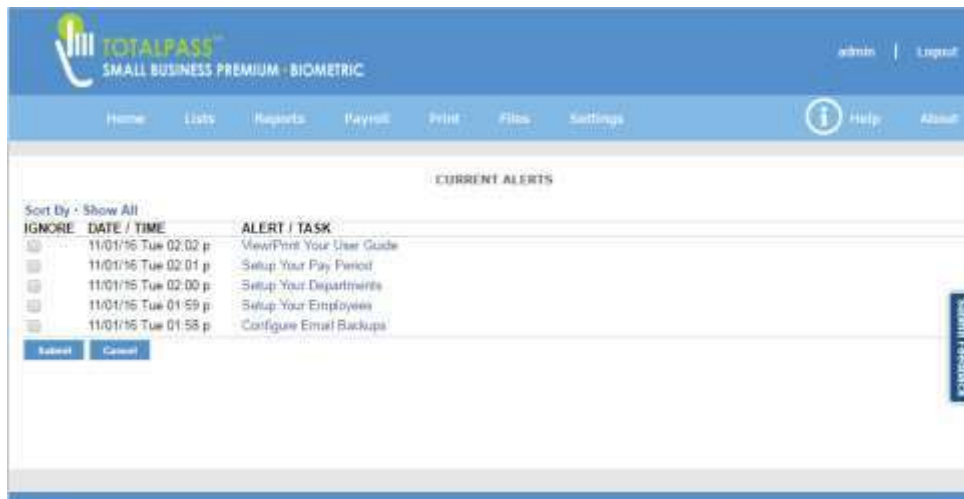 TOTALPASS™
SMALL BUSINESS PREMIUM · BIOMETRIC
admin | Logout
Home Lists Reports Payroll Print Files Settings Help About
CURRENT ALERTS
Sort By · Show All
IGNORE DATE / TIME ALERT / TASK
11/01/16 Tue 02:02 p View/Print Your User Guide
11/01/16 Tue 02:01 p Setup Your Pay Period
11/01/16 Tue 02:00 p Setup Your Departments
11/01/16 Tue 01:59 p Setup Your Employees
11/01/16 Tue 01:58 p Configure Email Backups
Submit Cancel
Submit Feedback